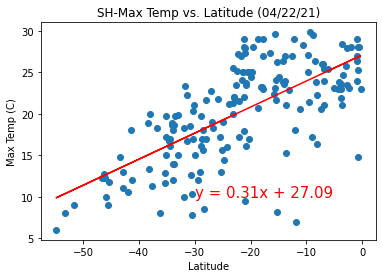 SH-Max Temp vs. Latitude (04/22/21)
30
25
20
15
10
5
Max Temp (C)
y = 0.31x + 27.09
−50 −40 −30 −20 −10 0
Latitude